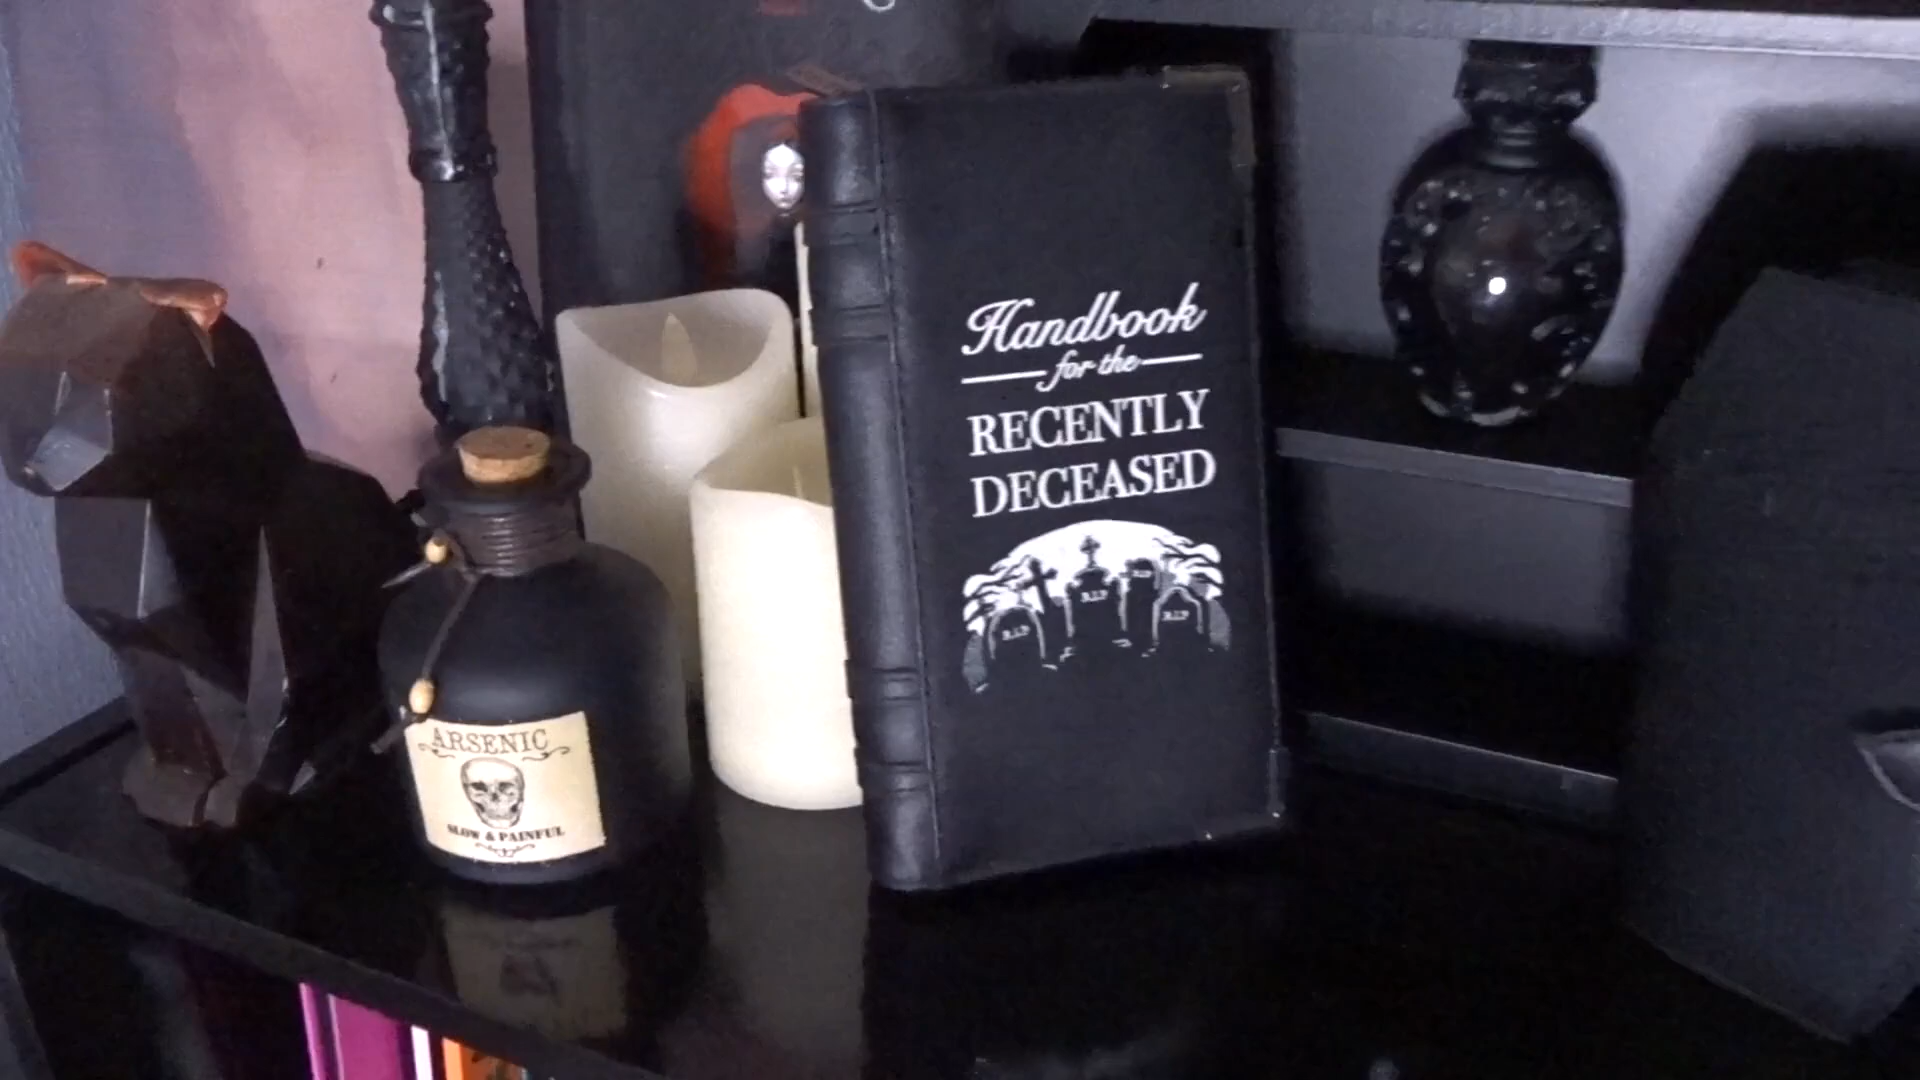 Handbook
for the
RECENTLY
DECEASED
R.I.P
R.I.P
R.I.P
R.I.P
ARSENIC
SLOW & PAINFUL